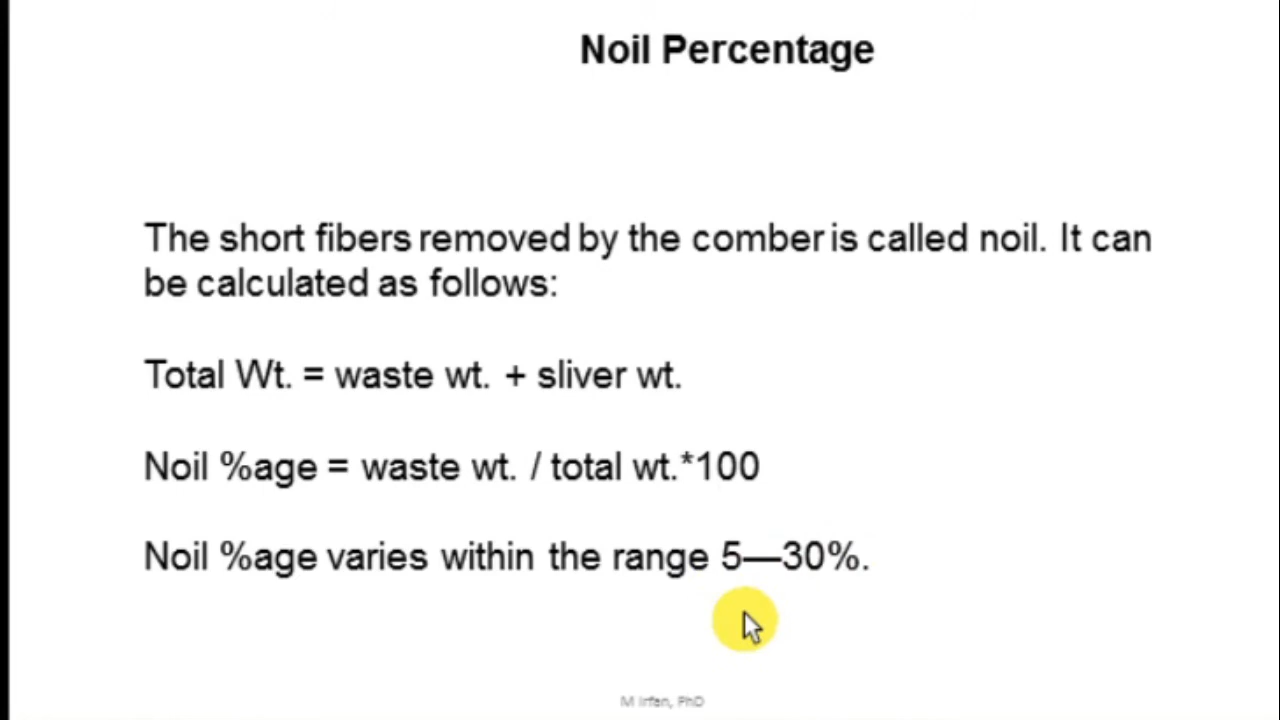 Noil Percentage
The short fibers removed by the comber is called noil. It can
be calculated as follows:
Total Wt. = waste wt. + sliver wt.
Noil %age = waste wt. / total wt.*100
Noil %age varies within the range 5—30%.
M Irfan, PhD